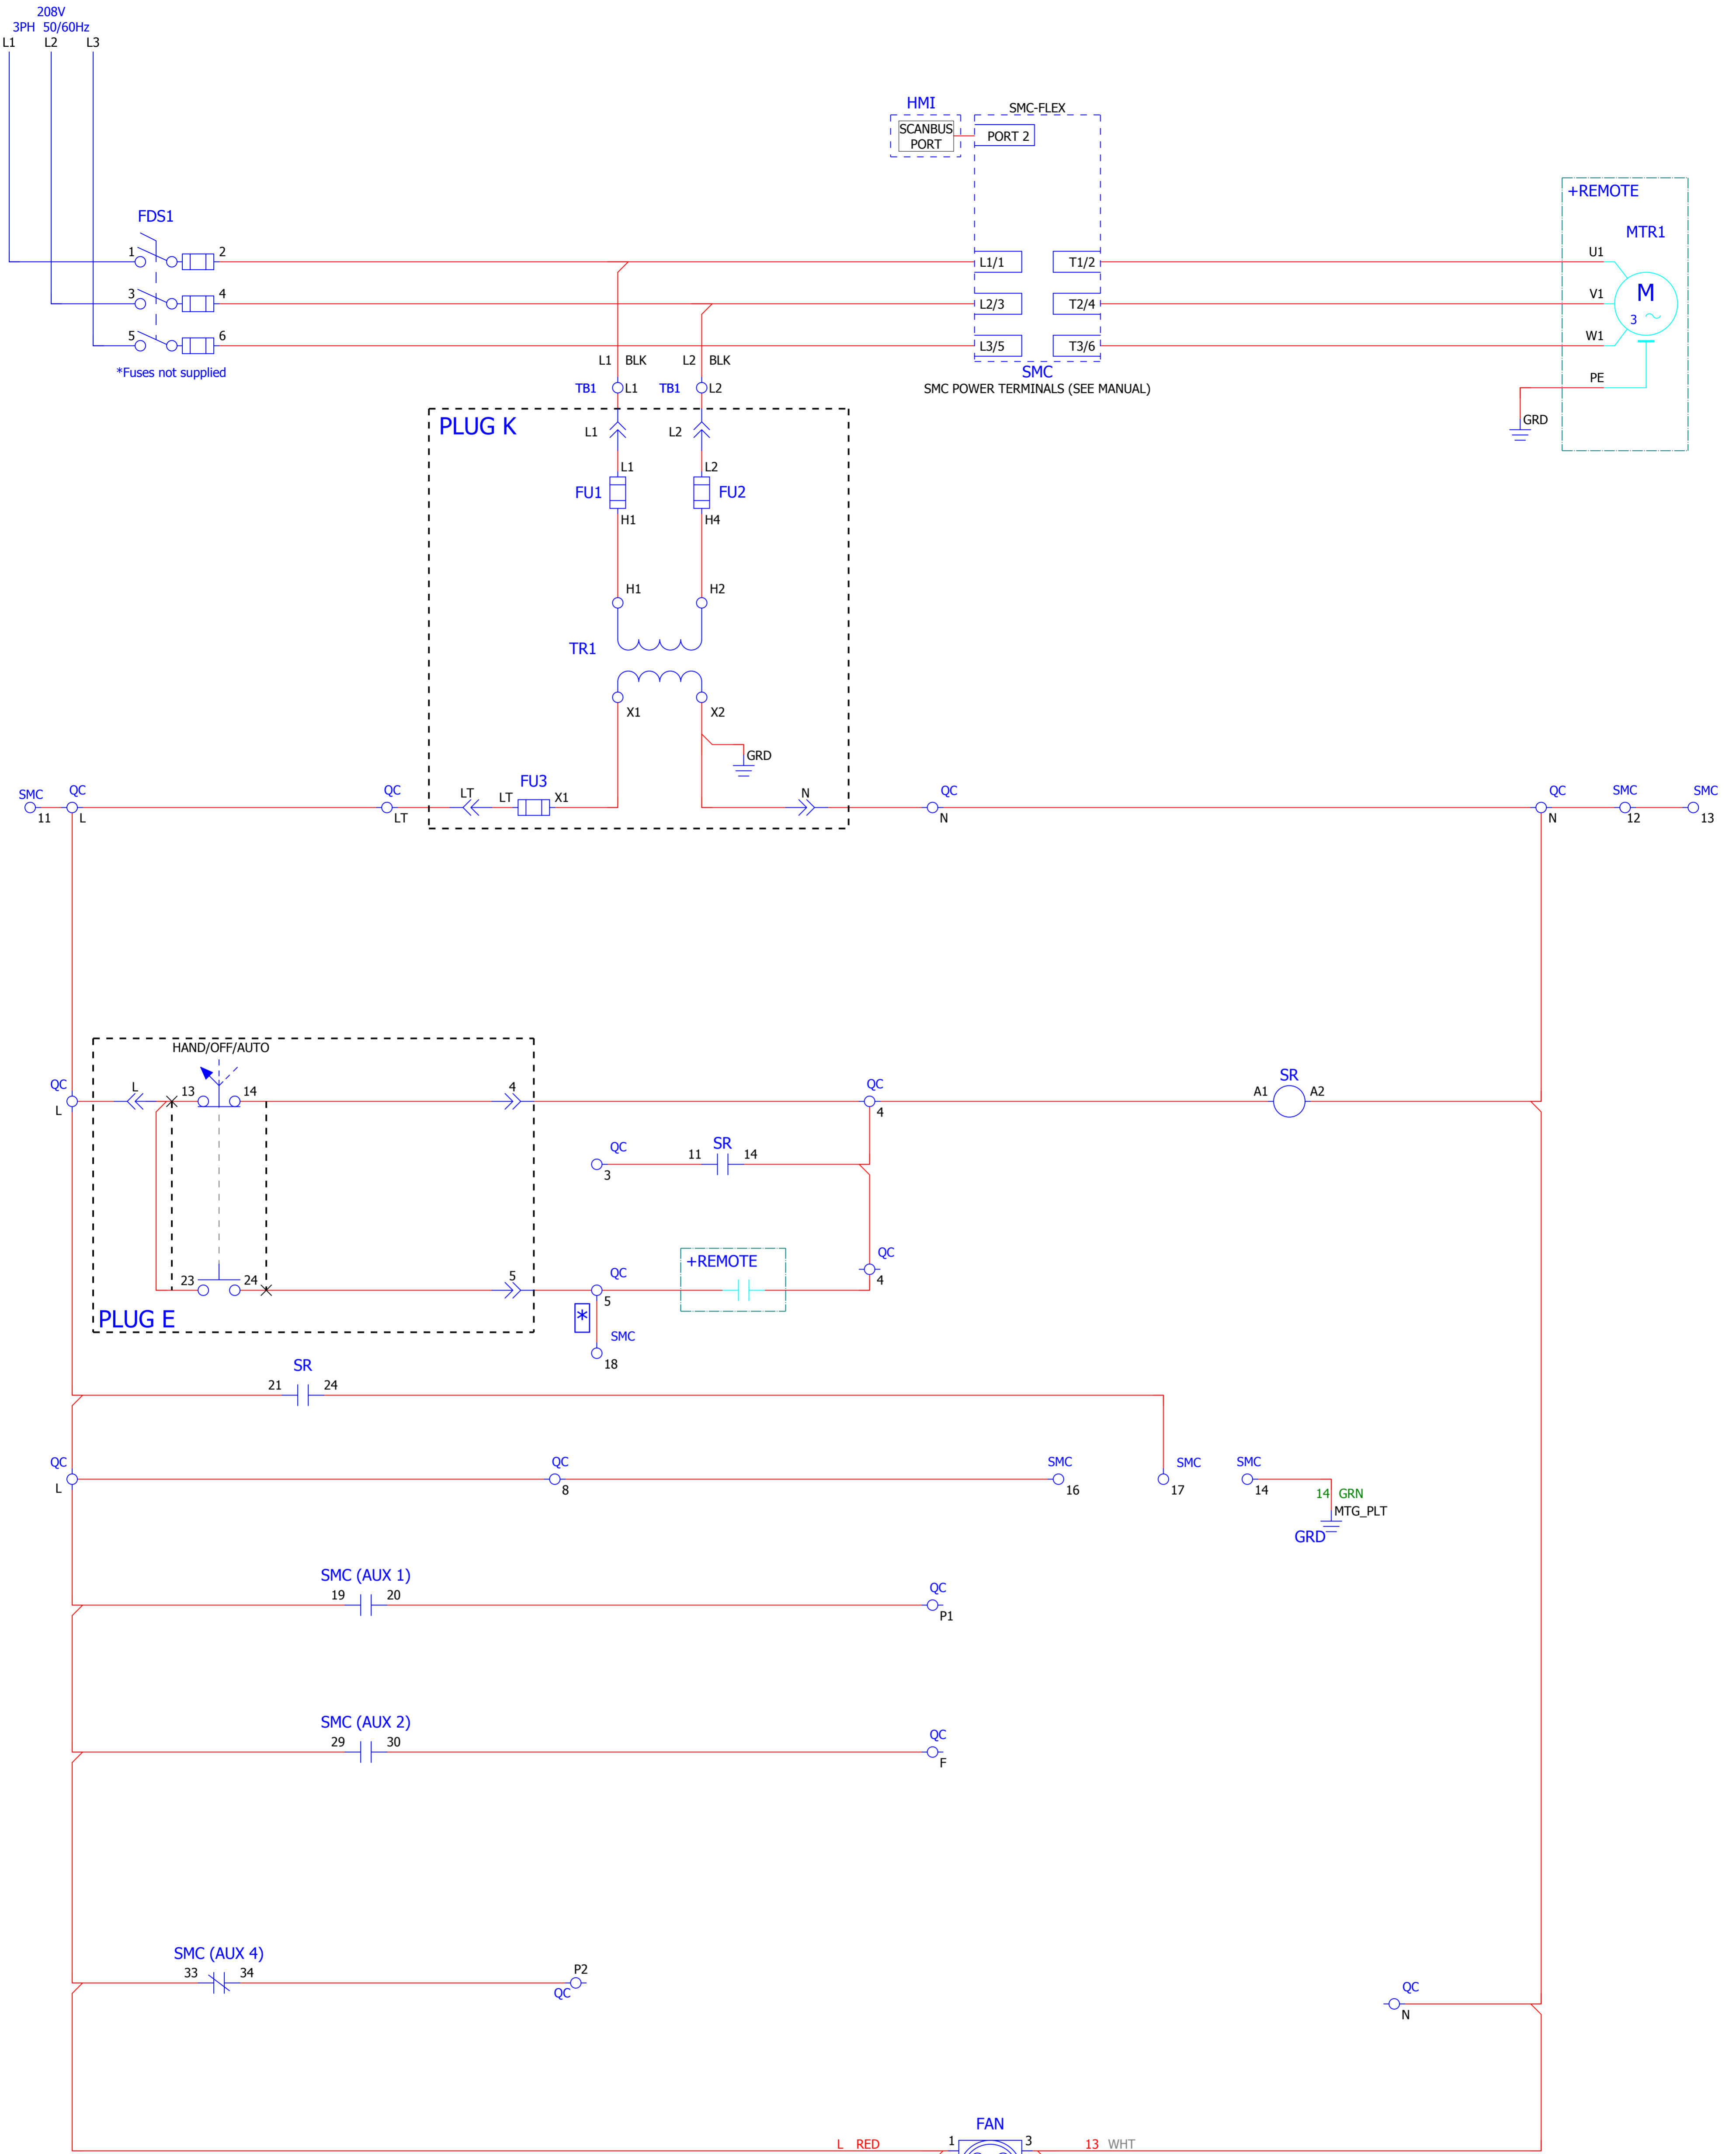 208V
3PH 50/60Hz
L1 L2 L3
HMI
SMC-FLEX
SCANBUS
PORT
PORT 2
+REMOTE
MTR1
FDS1
1 2
L1/1 T1/2
U1
3 4
L2/3 T2/4
V1
M
3
5 6
L3/5 T3/6
W1
*Fuses not supplied
L1 BLK L2 BLK
SMC
SMC POWER TERMINALS (SEE MANUAL)
PE
TB1 L1 TB1 L2
GRD
PLUG K
L1 L2
L1 L2
FU1 FU2
H1 H4
H1 H2
TR1
X1 X2
GRD
SMC QC QC
FU3
LT LT X1
N
QC
QC SMC SMC
11 L LT
N
N 12 13
HAND/OFF/AUTO
QC
L 13 14
4
QC
SR
A1 A2
L
4
QC
SR
11 14
3
QC
4
+REMOTE
23 24
5
QC
5
PLUG E
*
SMC
18
SR
21 24
QC
L
QC
8
SMC
16
SMC
17
SMC
14
14 GRN
MTG_PLT
GRD
SMC (AUX 1)
19 20
QC
P1
SMC (AUX 2)
29 30
QC
F
SMC (AUX 4)
33 34
P2
QC
QC
N
FAN
L RED 1 3 13 WHT